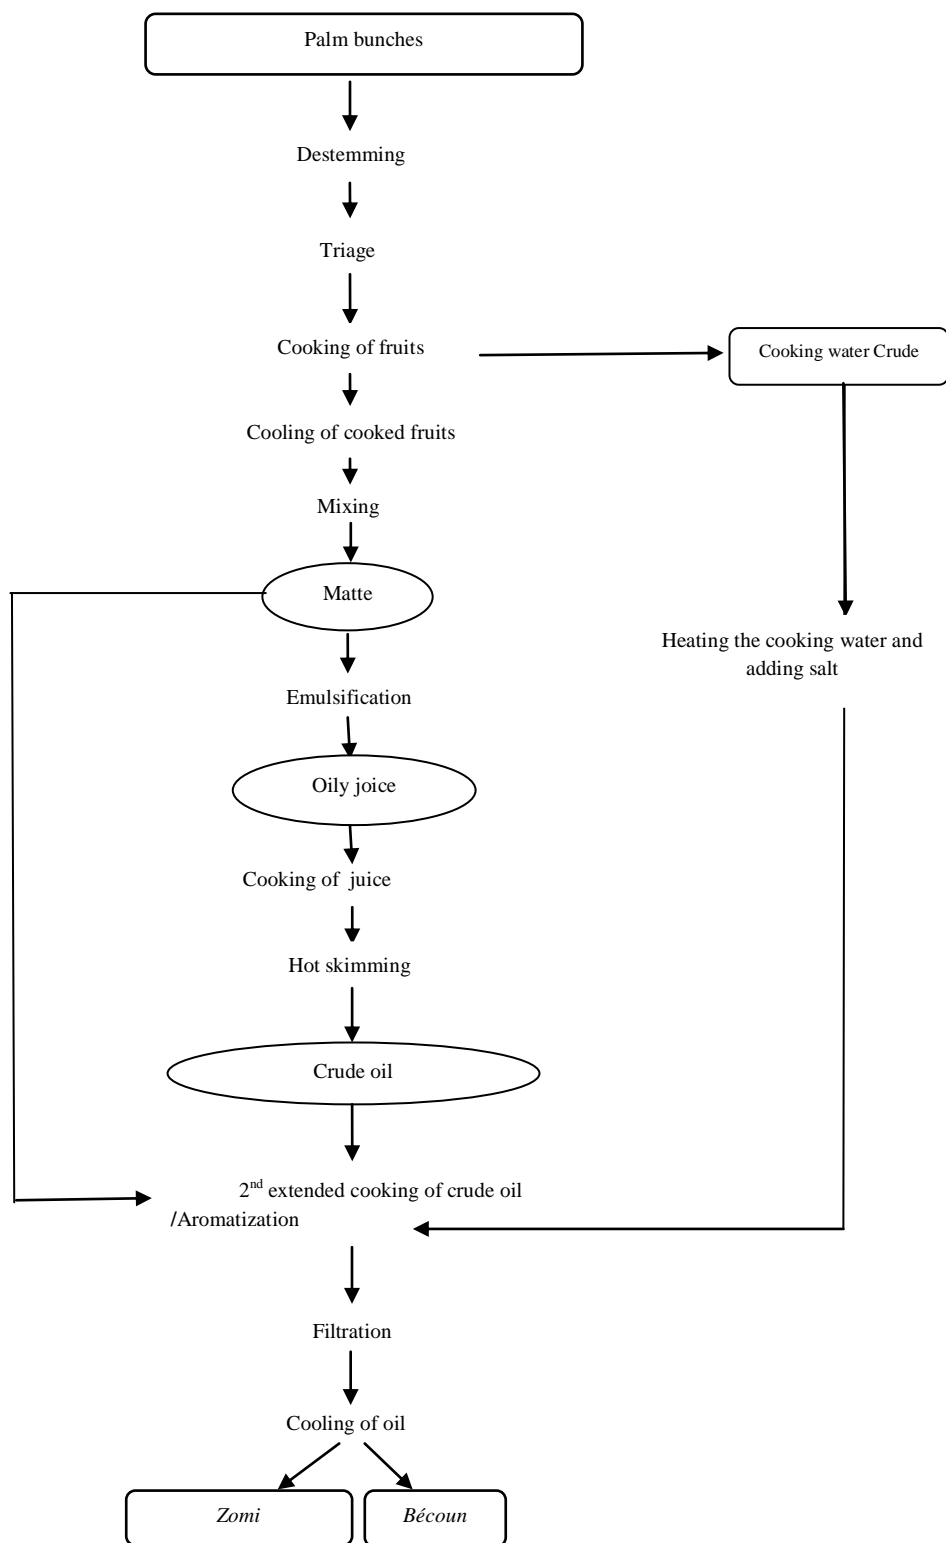 Palm bunches
Destemming
Triage
Cooking of fruits
Cooking water Crude
Cooling of cooked fruits
Mixing
Matte
Heating the cooking water and
adding salt
Emulsification
Oily joice
Cooking of juice
Hot skimming
Crude oil
2nd extended cooking of crude oil
/Aromatization
Filtration
Cooling of oil
Zomi
Bécoun